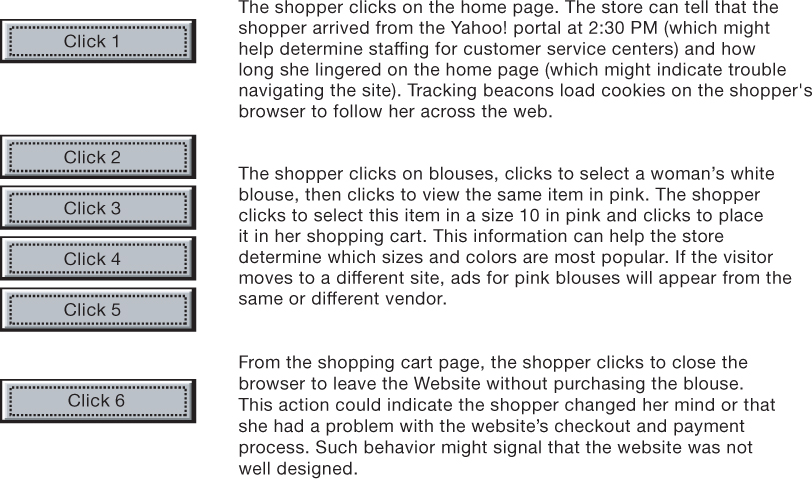 The shopper clicks on the home page. The store can tell that the
shopper arrived from the Yahoo! portal at 2:30 PM (which might
help determine staffing for customer service centers) and how
long she lingered on the home page (which might indicate trouble
navigating the site). Tracking beacons load cookies on the shopper's
browser to follow her across the web.
Click 1
Click 2
Click 3
Click 4
Click 5
The shopper clicks on blouses, clicks to select a woman’s white
blouse, then clicks to view the same item in pink. The shopper
clicks to select this item in a size 10 in pink and clicks to place
it in her shopping cart. This information can help the store
determine which sizes and colors are most popular. If the visitor
moves to a different site, ads for pink blouses will appear from the
same or different vendor.
Click 6
From the shopping cart page, the shopper clicks to close the
browser to leave the Website without purchasing the blouse.
This action could indicate the shopper changed her mind or that
she had a problem with the website’s checkout and payment
process. Such behavior might signal that the website was not
well designed.